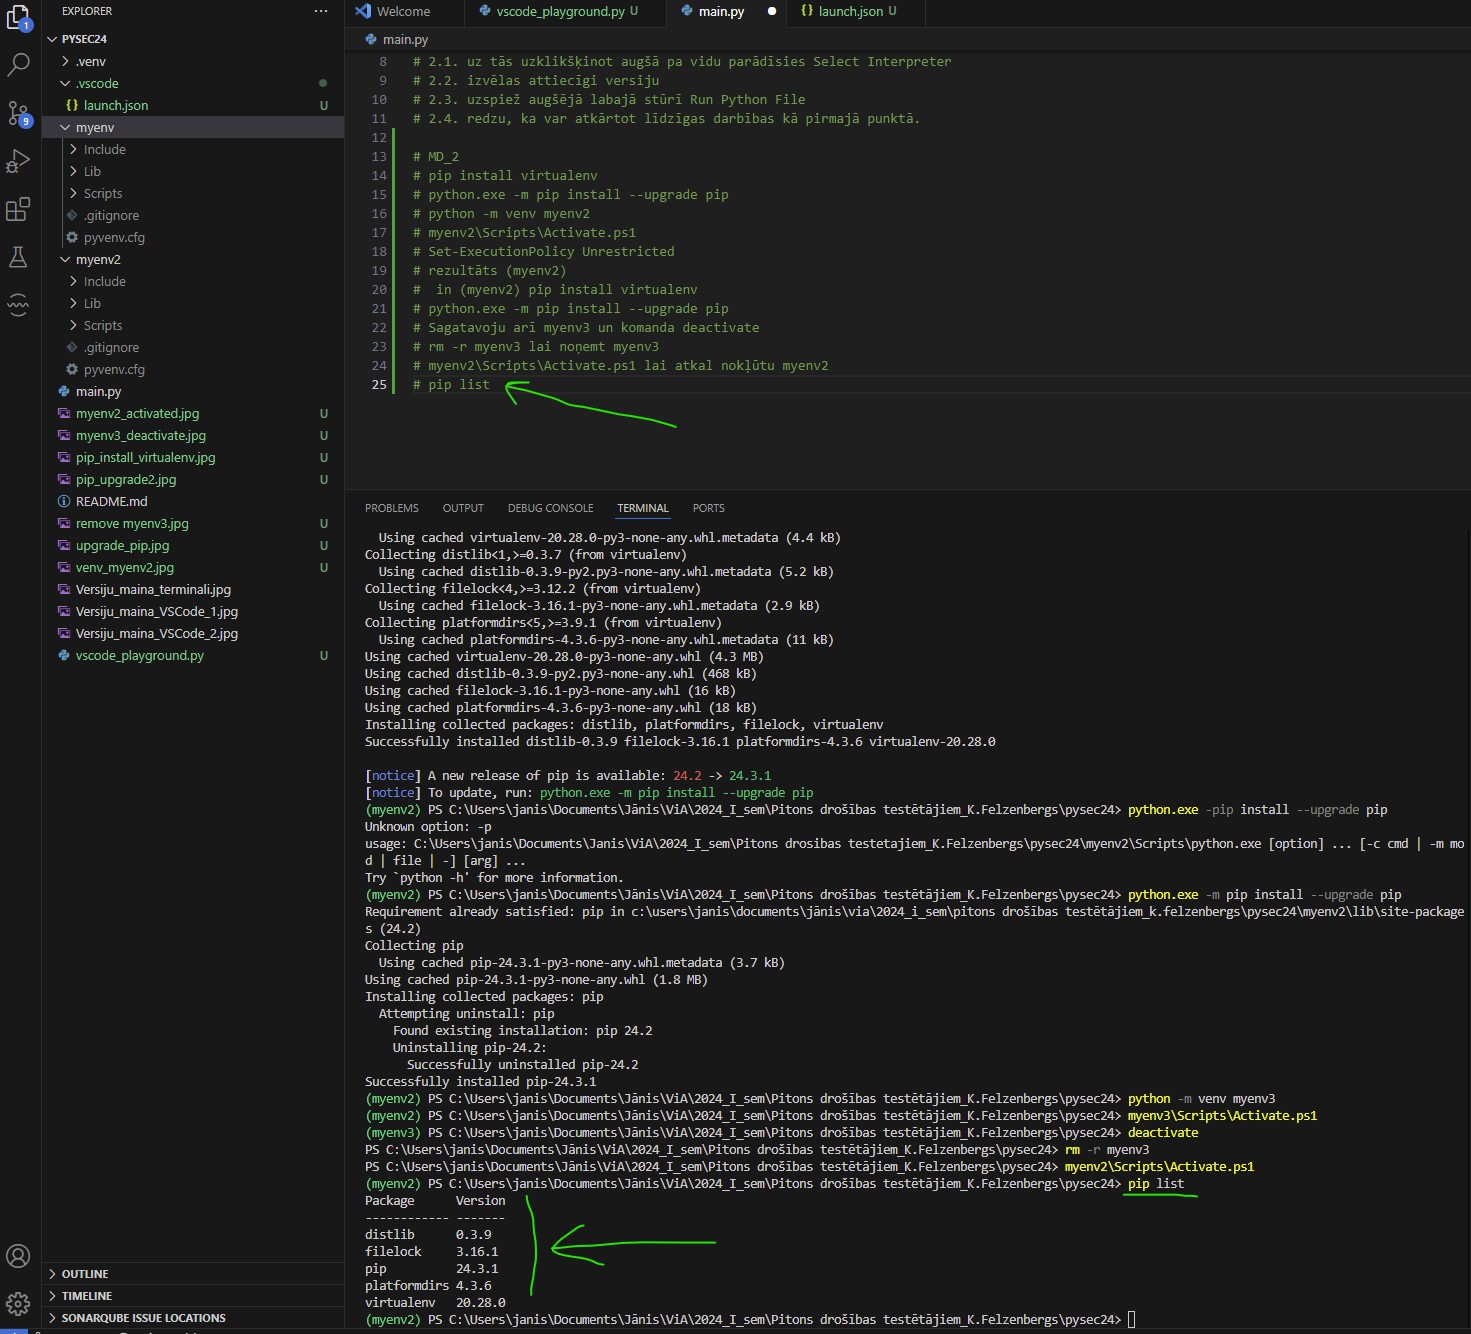 EXPLORER
PYSEC24
.venv
.vscode
launch.json U
myenv
Include
Lib
Scripts
.gitignore
pyvenv.cfg
myenv2
Include
Lib
Scripts
.gitignore
pyvenv.cfg
main.py
myenv2_activated.jpg U
myenv3_deactivate.jpg U
pip_install_virtualenv.jpg U
pip_upgrade2.jpg U
README.md
remove myenv3.jpg U
upgrade_pip.jpg U
venv_myenv2.jpg U
Versiju_maina_terminali.jpg
Versiju_maina_VSCode_1.jpg
Versiju_maina_VSCode_2.jpg
vscode_playground.py U
OUTLINE
TIMELINE
SONARQUBE ISSUE LOCATIONS
1
9
Welcome vscode_playground.py U main.py launch.json U
main.py
8 # 2.1. uz tās uzklikšķinot augšā pa vidu parādīsies Select Interpreter
9 # 2.2. izvēlas attiecīgi versiju
10 # 2.3. uzspiež augšējā labajā stūrī Run Python File
11 # 2.4. redzu, ka var atkārtot līdzīgas darbības kā pirmajā punktā.
12
13 # MD_2
14 # pip install virtualenv
15 # python.exe -m pip install --upgrade pip
16 # python -m venv myenv2
17 # myenv2\Scripts\Activate.ps1
18 # Set-ExecutionPolicy Unrestricted
19 # rezultāts (myenv2)
20 #  in (myenv2) pip install virtualenv
21 # python.exe -m pip install --upgrade pip
22 # Sagatavoju arī myenv3 un komanda deactivate
23 # rm -r myenv3 lai noņemt myenv3
24 # myenv2\Scripts\Activate.ps1 lai atkal nokļūtu myenv2
25 # pip list
PROBLEMS OUTPUT DEBUG CONSOLE TERMINAL PORTS
Using cached virtualenv-20.28.0-py3-none-any.whl.metadata (4.4 kB)
Collecting distlib<1,>=0.3.7 (from virtualenv)
Using cached distlib-0.3.9-py2.py3-none-any.whl.metadata (5.2 kB)
Collecting filelock<4,>=3.12.2 (from virtualenv)
Using cached filelock-3.16.1-py3-none-any.whl.metadata (2.9 kB)
Collecting platformdirs<5,>=3.9.1 (from virtualenv)
Using cached platformdirs-4.3.6-py3-none-any.whl.metadata (11 kB)
Using cached virtualenv-20.28.0-py3-none-any.whl (4.3 MB)
Using cached distlib-0.3.9-py2.py3-none-any.whl (468 kB)
Using cached filelock-3.16.1-py3-none-any.whl (16 kB)
Using cached platformdirs-4.3.6-py3-none-any.whl (18 kB)
Installing collected packages: distlib, platformdirs, filelock, virtualenv
Successfully installed distlib-0.3.9 filelock-3.16.1 platformdirs-4.3.6 virtualenv-20.28.0
[notice] A new release of pip is available: 24.2 -> 24.3.1
[notice] To update, run: python.exe -m pip install --upgrade pip
(myenv2) PS C:\Users\janis\Documents\Jānis\ViA\2024_I_sem\Pitons drošības testētājiem_K.Felzenbergs\pysec24> python.exe -pip install --upgrade pip
Unknown option: -p
usage: C:\Users\janis\Documents\Janis\ViA\2024_I_sem\Pitons drosibas testetajiem_K.Felzenbergs\pysec24\myenv2\Scripts\python.exe [option] ... [-c cmd | -m mo
d | file | -] [arg] ...
Try `python -h' for more information.
(myenv2) PS C:\Users\janis\Documents\Jānis\ViA\2024_I_sem\Pitons drošības testētājiem_K.Felzenbergs\pysec24> python.exe -m pip install --upgrade pip
Requirement already satisfied: pip in c:\users\janis\documents\jānis\via\2024_i_sem\pitons drošības testētājiem_k.felzenbergs\pysec24\myenv2\lib\site-package
s (24.2)
Collecting pip
Using cached pip-24.3.1-py3-none-any.whl.metadata (3.7 kB)
Using cached pip-24.3.1-py3-none-any.whl (1.8 MB)
Installing collected packages: pip
Attempting uninstall: pip
Found existing installation: pip 24.2
Uninstalling pip-24.2:
Successfully uninstalled pip-24.2
Successfully installed pip-24.3.1
(myenv2) PS C:\Users\janis\Documents\Jānis\ViA\2024_I_sem\Pitons drošības testētājiem_K.Felzenbergs\pysec24> python -m venv myenv3
(myenv2) PS C:\Users\janis\Documents\Jānis\ViA\2024_I_sem\Pitons drošības testētājiem_K.Felzenbergs\pysec24> myenv3\Scripts\Activate.ps1
(myenv3) PS C:\Users\janis\Documents\Jānis\ViA\2024_I_sem\Pitons drošības testētājiem_K.Felzenbergs\pysec24> deactivate
PS C:\Users\janis\Documents\Jānis\ViA\2024_I_sem\Pitons drošības testētājiem_K.Felzenbergs\pysec24> rm -r myenv3
PS C:\Users\janis\Documents\Jānis\ViA\2024_I_sem\Pitons drošības testētājiem_K.Felzenbergs\pysec24> myenv2\Scripts\Activate.ps1
(myenv2) PS C:\Users\janis\Documents\Jānis\ViA\2024_I_sem\Pitons drošības testētājiem_K.Felzenbergs\pysec24> pip list
Package Version
------------ -------
distlib 0.3.9
filelock 3.16.1
pip 24.3.1
platformdirs 4.3.6
virtualenv 20.28.0
(myenv2) PS C:\Users\janis\Documents\Jānis\ViA\2024_I_sem\Pitons drošības testētājiem_K.Felzenbergs\pysec24>